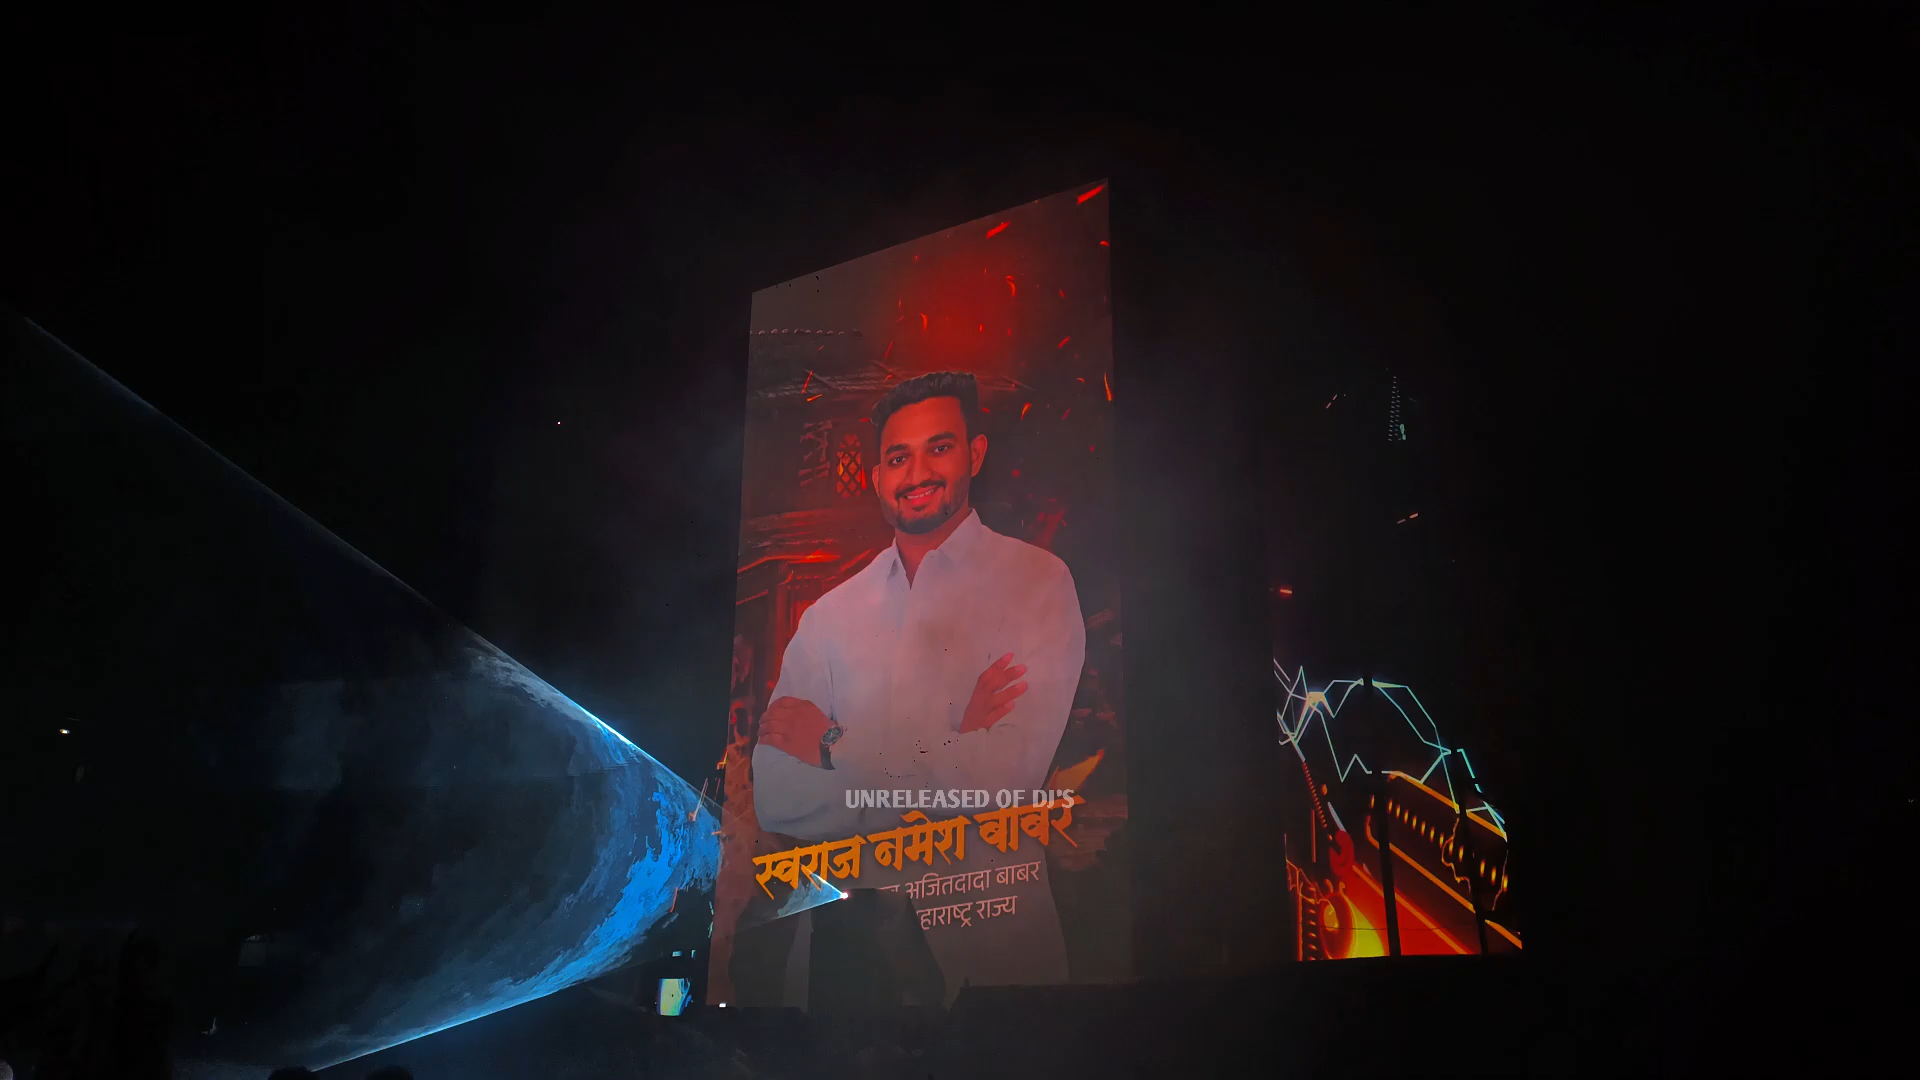 UNRELEASED OF DJ'S
स्वराज नमेरा बाबर
अजितदादा बाबर
राज्य